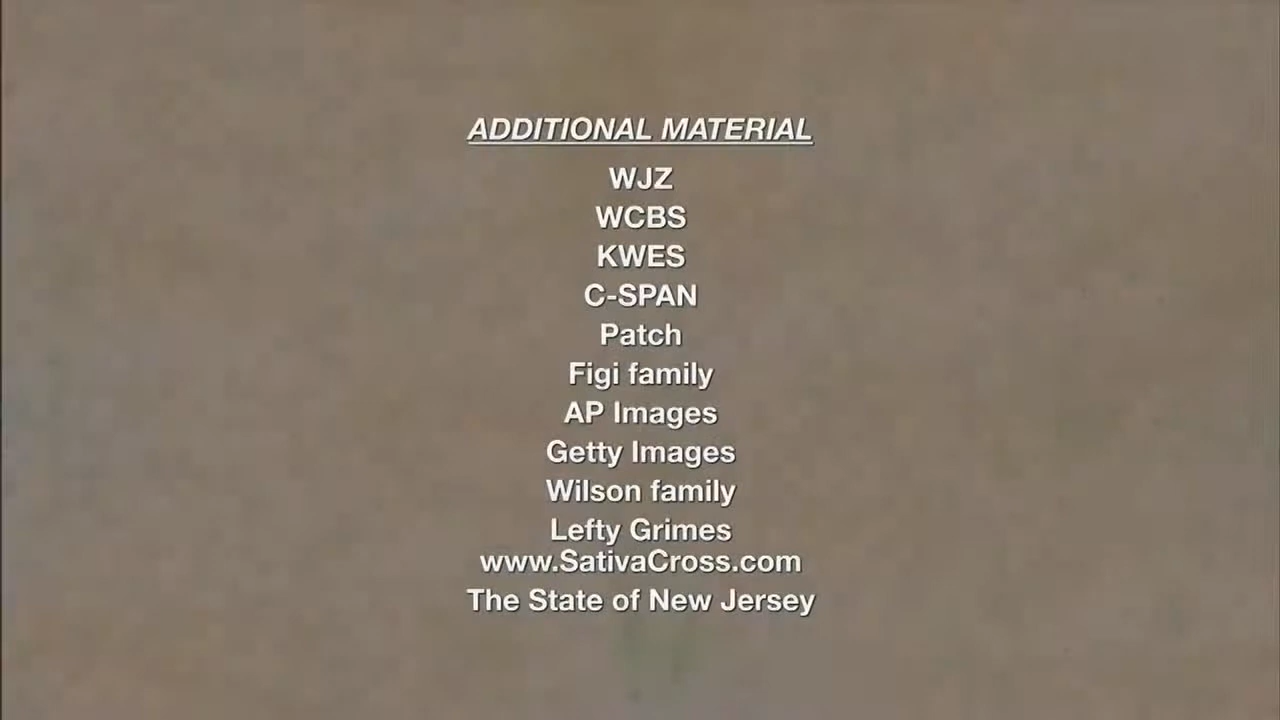 ADDITIONAL MATERIAL
WJZ
WCBS
KWES
C-SPAN
Patch
Figi family
AP Images
Getty Images
Wilson family
Lefty Grimes
www.SativaCross.com
The State of New Jersey